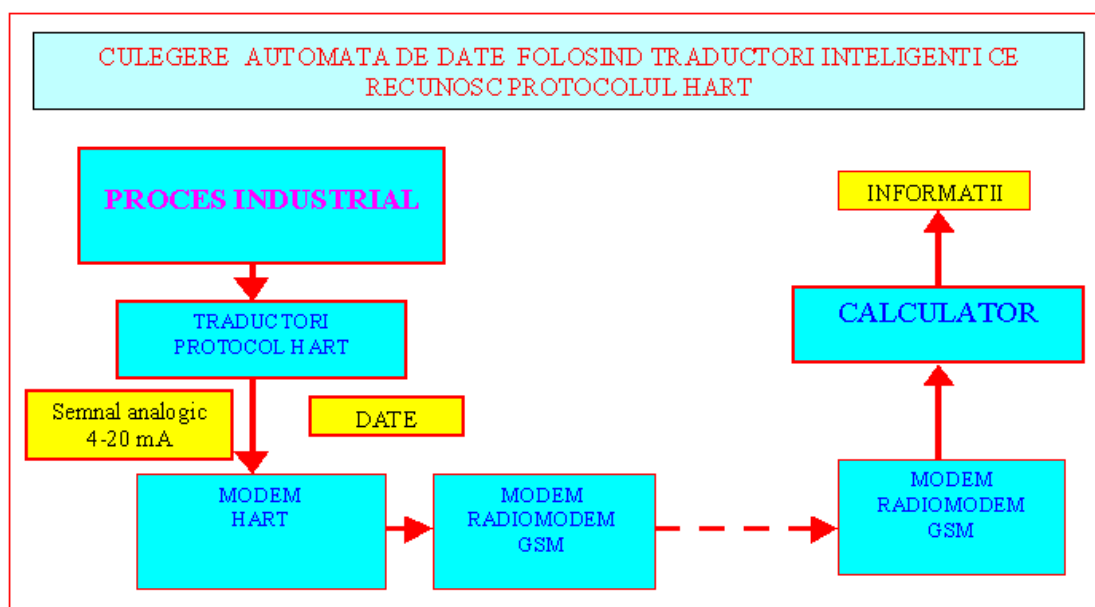 CULEGERE AUTOMATA DE DATE FOLOSIND TRADUCTORI INTELIGENTI CE
RECUNOSC PROTOCOLUL HART
PROCES INDUSTRIAL
TRADUCTORI
PROTOCOL HART
Semnal analogic
4-20 mA
DATE
MODEM
HART
MODEM
RADIOMODEM
GSM
MODEM
RADIOMODEM
GSM
CALCULATOR
INFORMATII